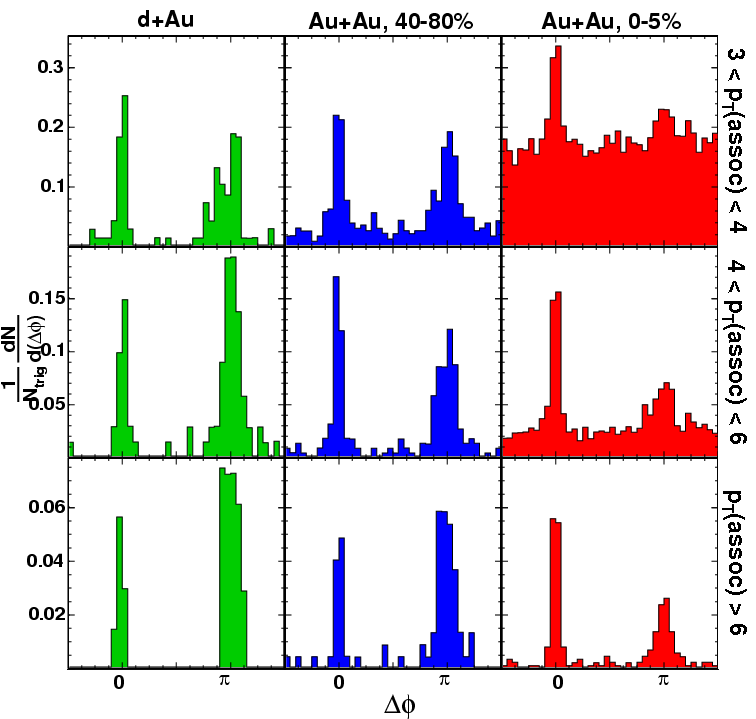 d+Au
Au+Au, 40-80%
Au+Au, 0-5%
0.3
0.2
0.1
3 < pT(assoc) < 4
0.15
0.1
0.05
1 dN
Ntrig d(Δϕ)
4 < pT(assoc) < 6
0.06
0.04
0.02
pT(assoc) > 6
0 π 0 π 0 π
Δϕ